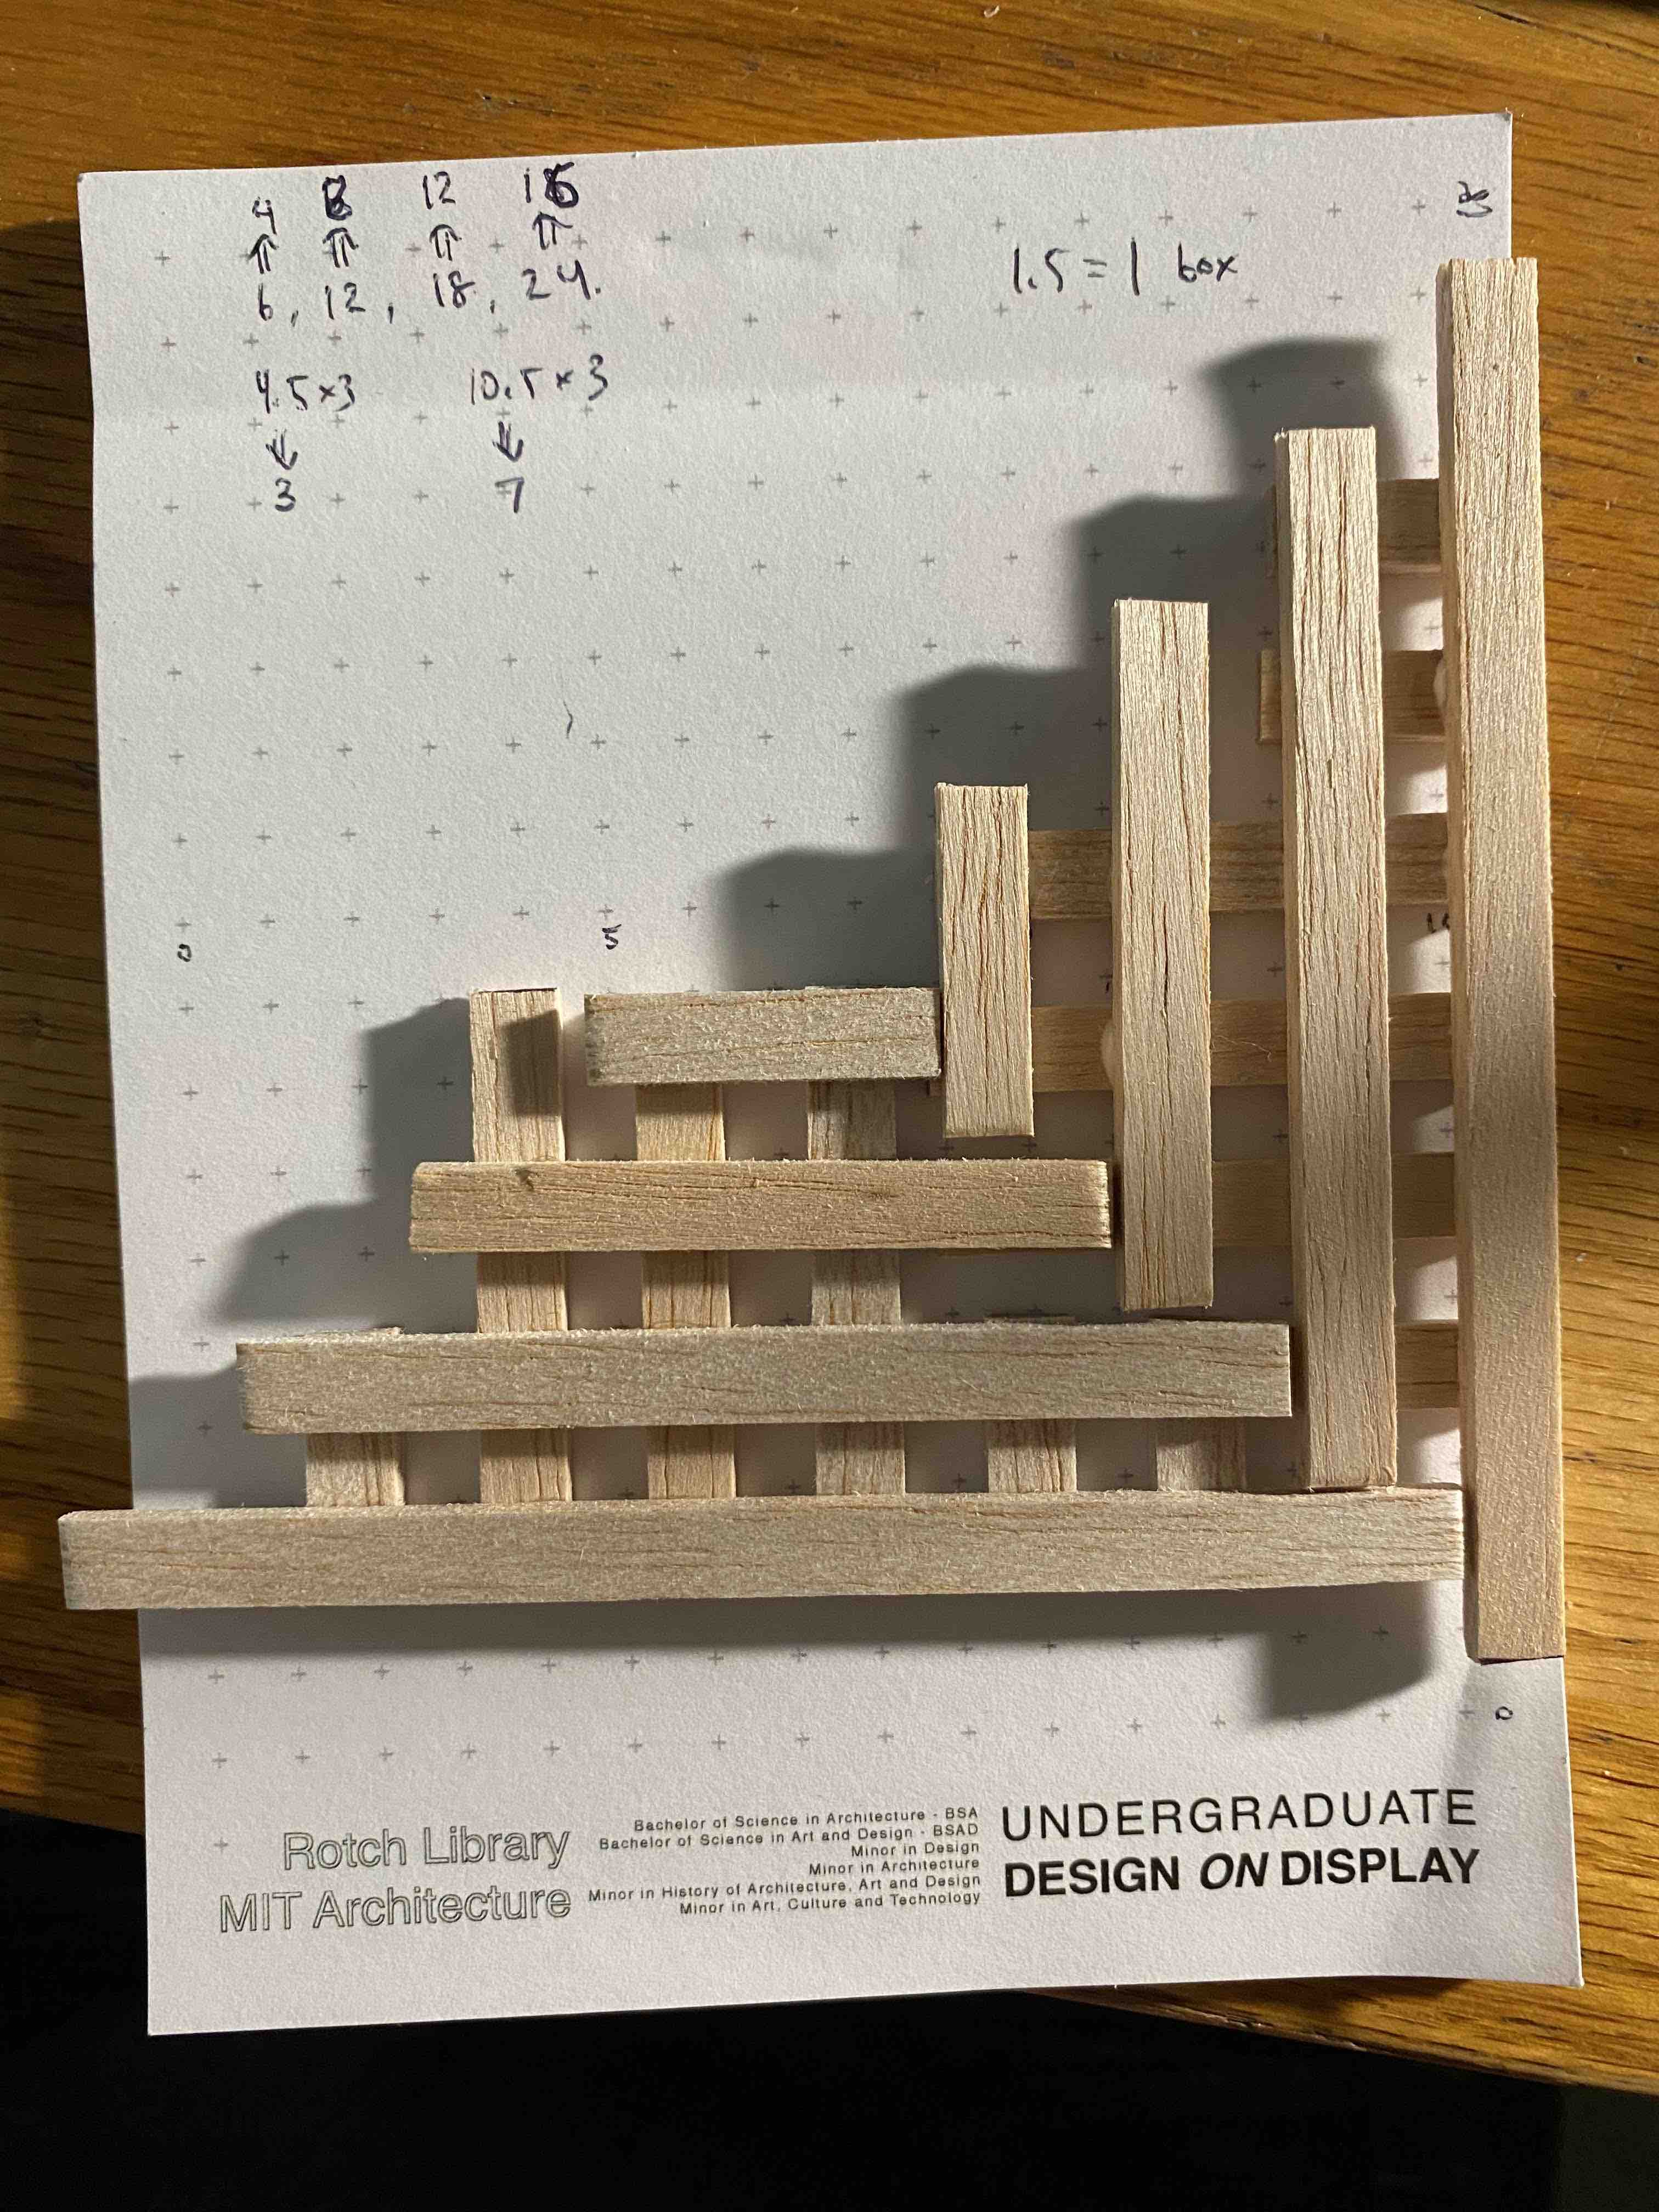 4 8 12 16
⇑ ⇑ ⇑ ⇑
6, 12, 18, 24.
1.5 = 1 box
4.5×3 10.5×3
⇓ ⇓
3 7
0
5
0
Rotch Library
MIT Architecture
Bachelor of Science in Architecture - BSA
Bachelor of Science in Art and Design - BSAD
Minor in Design
Minor in Architecture
Minor in History of Architecture, Art and Design
Minor in Art, Culture and Technology
UNDERGRADUATE
DESIGN ON DISPLAY